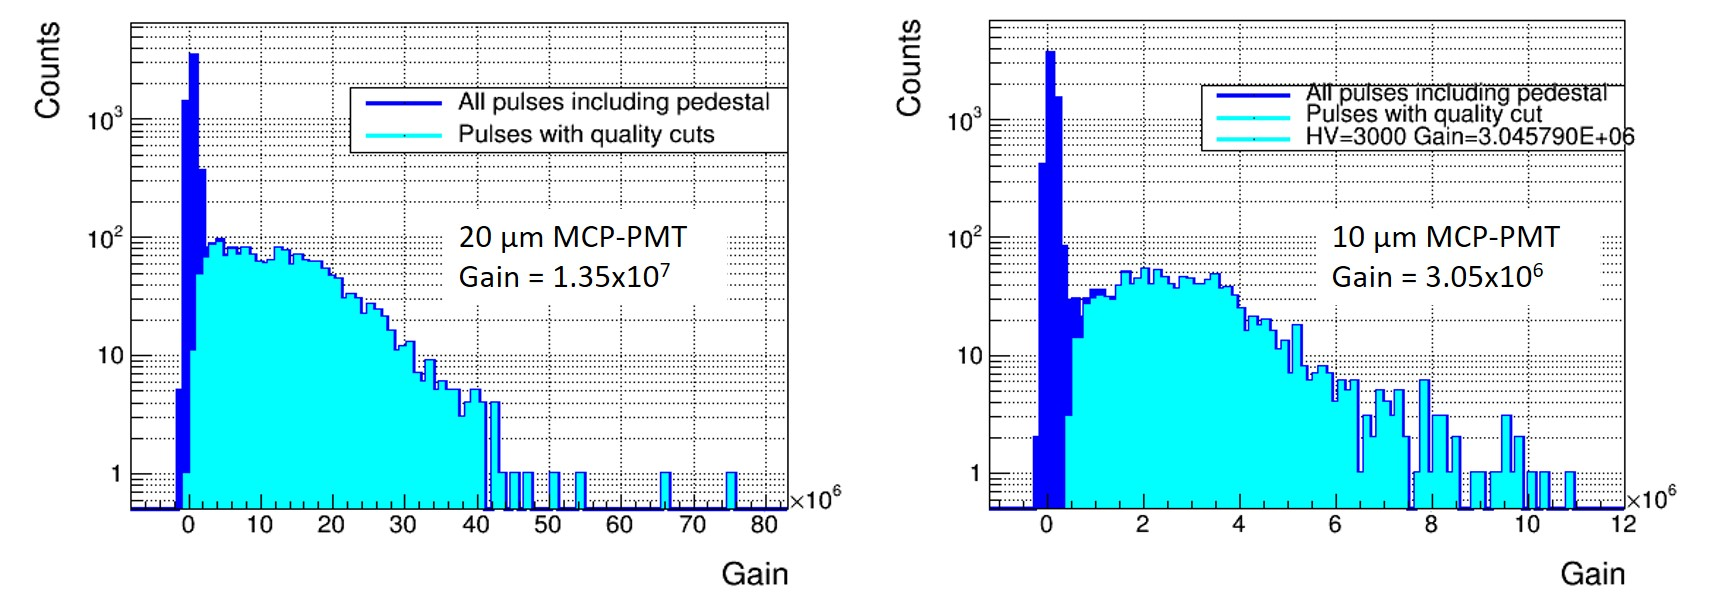 Counts
10³
10²
10
1
All pulses including pedestal
Pulses with quality cuts
20 μm MCP-PMT
Gain = 1.35x10⁷
0 10 20 30 40 50 60 70 80
×10⁶
Gain
Counts
10³
10²
10
1
All pulses including pedestal
Pulses with quality cut
HV=3000 Gain=3.045790E+06
10 μm MCP-PMT
Gain = 3.05x10⁶
0 2 4 6 8 10 12
×10⁶
Gain